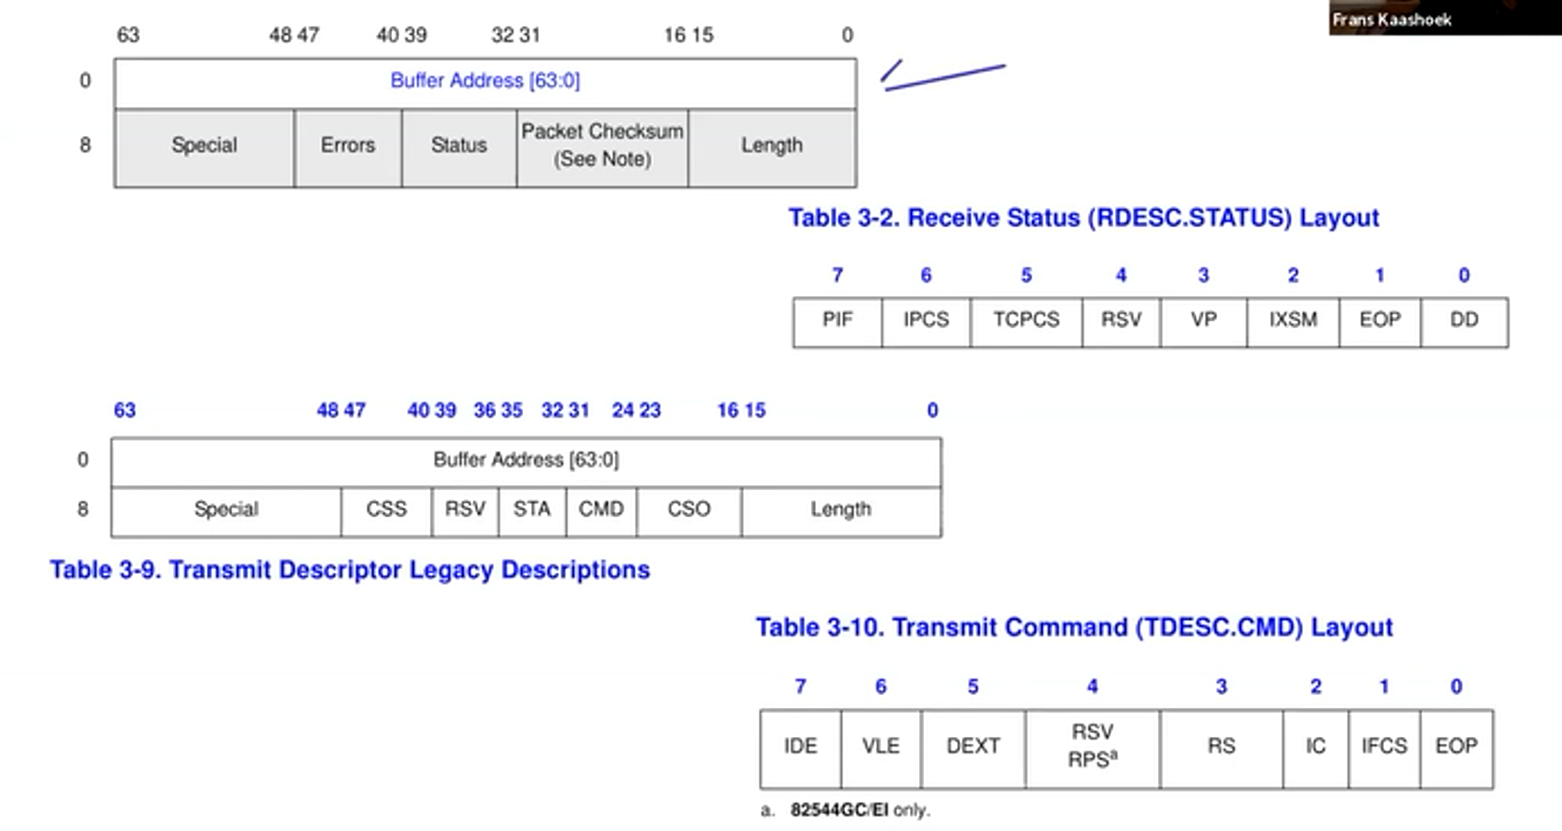 Frans Kaashoek
63 48 47 40 39 32 31 16 15 0
0 Buffer Address [63:0]
8 Special Errors Status Packet Checksum (See Note) Length
Table 3-2. Receive Status (RDESC.STATUS) Layout
7 6 5 4 3 2 1 0
PIF IPCS TCPCS RSV VP IXSM EOP DD
63 48 47 40 39 36 35 32 31 24 23 16 15 0
0 Buffer Address [63:0]
8 Special CSS RSV STA CMD CSO Length
Table 3-9. Transmit Descriptor Legacy Descriptions
Table 3-10. Transmit Command (TDESC.CMD) Layout
7 6 5 4 3 2 1 0
IDE VLE DEXT RSV RPSa RS IC IFCS EOP
a. 82544GC/EI only.